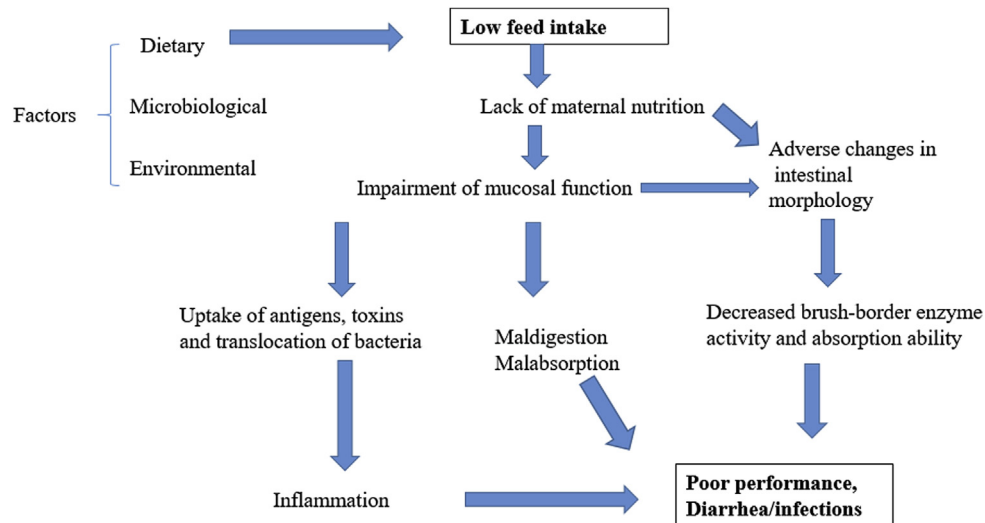 Low feed intake
Dietary
Factors
Microbiological
Environmental
Lack of maternal nutrition
Adverse changes in
intestinal
morphology
Impairment of mucosal function
Uptake of antigens, toxins
and translocation of bacteria
Maldigestion
Malabsorption
Decreased brush-border enzyme
activity and absorption ability
Inflammation
Poor performance,
Diarrhea/infections